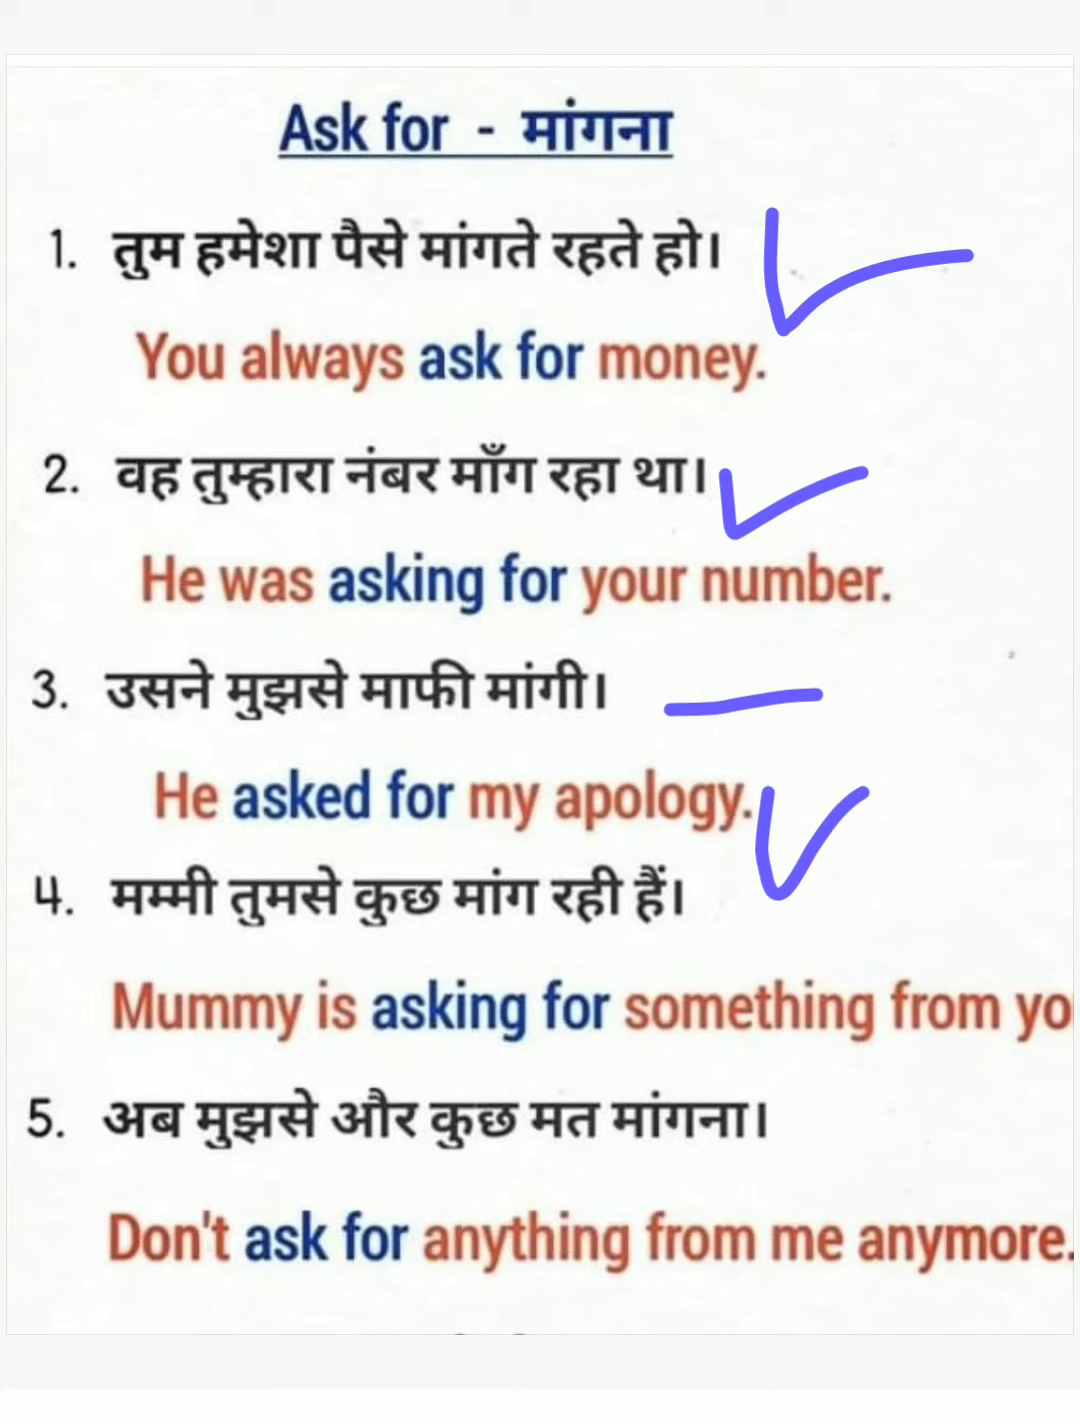 Ask for - मांगना
1. तुम हमेशा पैसे मांगते रहते हो।
You always ask for money.
2. वह तुम्हारा नंबर माँग रहा था।
He was asking for your number.
3. उसने मुझसे माफी मांगी।
He asked for my apology.
4. मम्मी तुमसे कुछ मांग रही हैं।
Mummy is asking for something from yo
5. अब मुझसे और कुछ मत मांगना।
Don't ask for anything from me anymore.